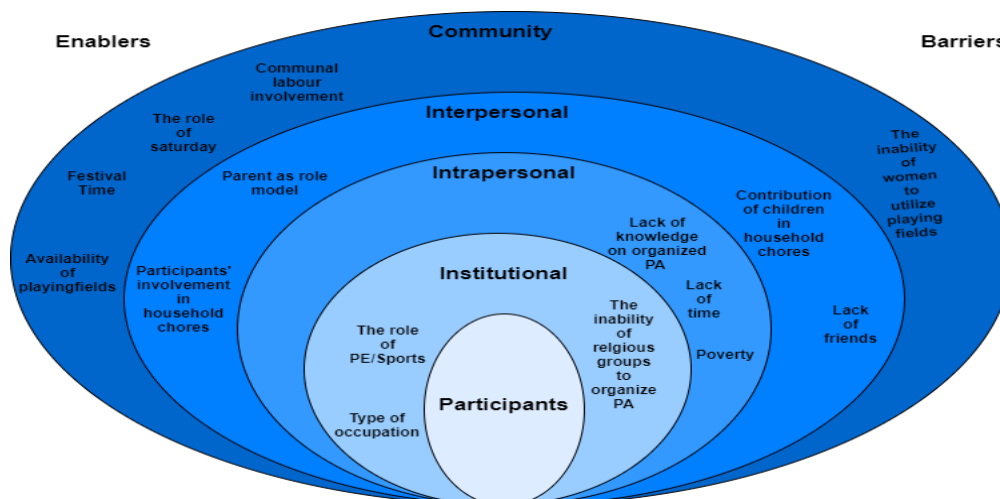 Enablers
Community
Barriers
Communal
labour
involvement
The role
of
saturday
Festival
Time
Availability
of
playingfields
The
inability
of
women
to
utilize
playing
fields
Interpersonal
Parent as role
model
Participants'
involvement
in
household
chores
Contribution
of children
in
household
chores
Lack
of
friends
Intrapersonal
Lack of
knowledge
on organized
PA
Lack
of
time
Poverty
Institutional
The role
of
PE/Sports
Type of
occupation
The
inability
of
relgious
groups
to
organize
PA
Participants